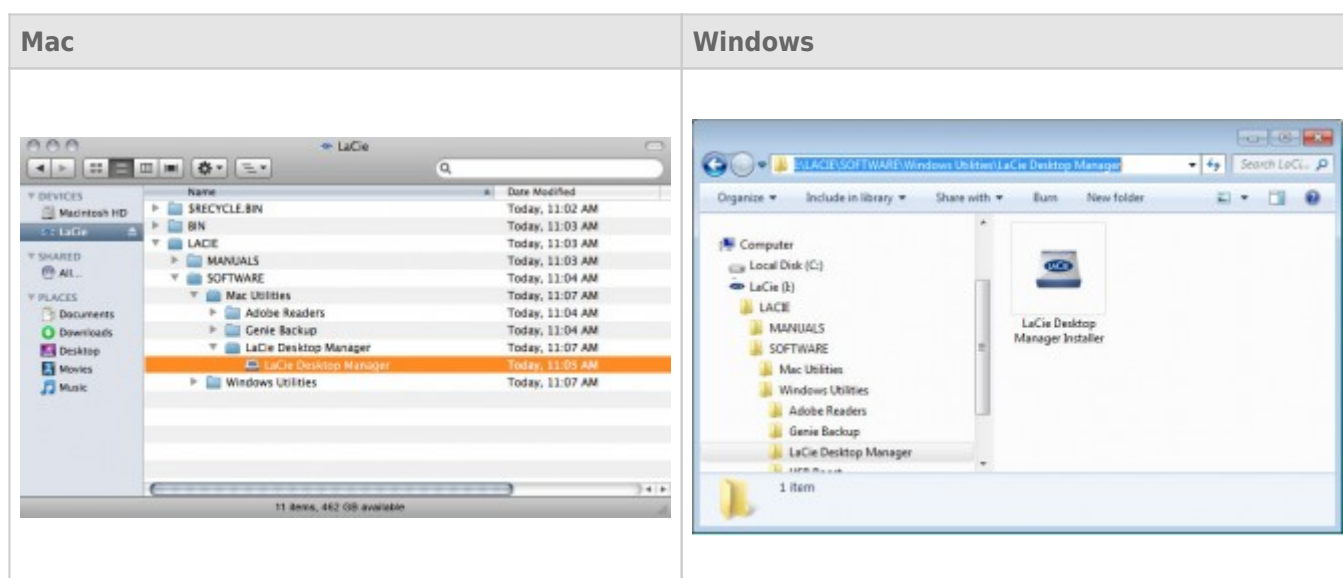 Mac
Windows
LaCie
Name
Date Modified
DEVICES
Macintosh HD
LaCie
SHARED
All...
PLACES
Documents
Downloads
Desktop
Movies
Music
$RECYCLE.BIN Today, 11:02 AM
BIN Today, 11:03 AM
LACIE Today, 11:03 AM
MANUALS Today, 11:03 AM
SOFTWARE Today, 11:04 AM
Mac Utilities Today, 11:07 AM
Adobe Readers Today, 11:04 AM
Genie Backup Today, 11:04 AM
LaCie Desktop Manager Today, 11:07 AM
LaCie Desktop Manager Today, 11:05 AM
Windows Utilities Today, 11:07 AM
11 items, 462 GB available
\LACIE\SOFTWARE\Windows Utilities\LaCie Desktop Manager
Search LaCi...
Organize Include in library Share with Burn New folder
Computer
Local Disk (C:)
LaCie
LACIE
MANUALS
SOFTWARE
Mac Utilities
Windows Utilities
Adobe Readers
Genie Backup
LaCie Desktop Manager
LACIE
LaCie Desktop
Manager Installer
1 item